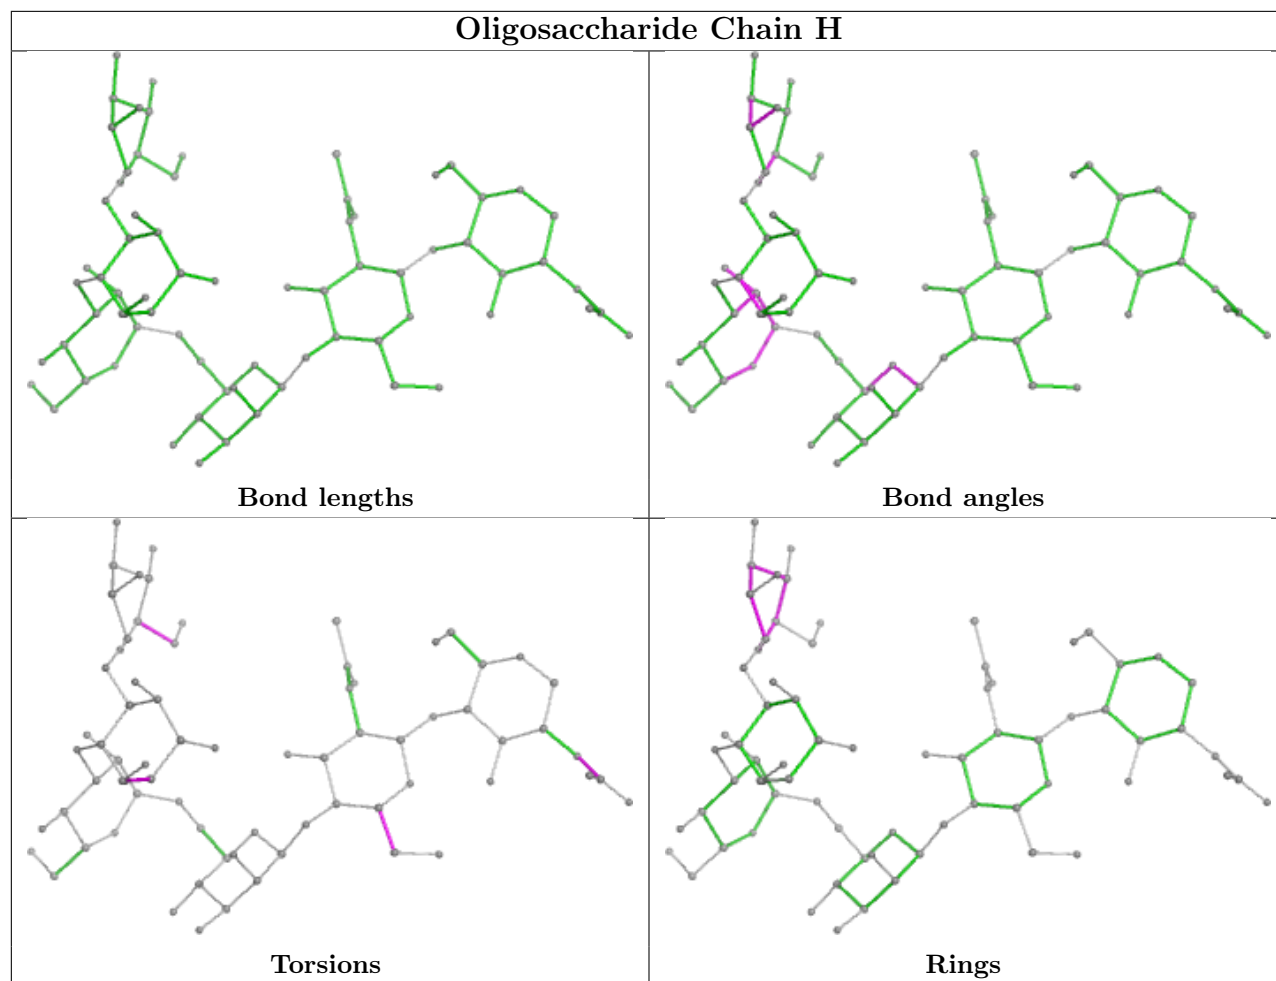 Oligosaccharide Chain H
Bond lengths
Bond angles
Torsions
Rings